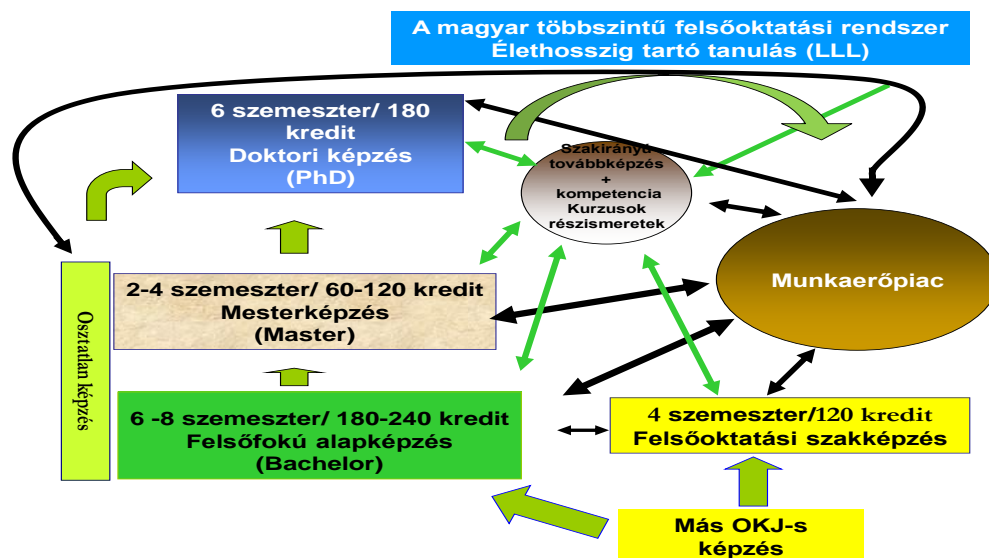 A magyar többszintű felsőoktatási rendszer
Élethosszig tartó tanulás (LLL)
6 szemeszter/ 180
kredit
Doktori képzés
(PhD)
Szakirányú
továbbképzés
+
kompetencia
Kurzusok
részismeretek
Munkaerőpiac
2-4 szemeszter/ 60-120 kredit
Mesterképzés
(Master)
Osztatlan képzés
6 -8 szemeszter/ 180-240 kredit
Felsőfokú alapképzés
(Bachelor)
4 szemeszter/120 kredit
Felsőoktatási szakképzés
Más OKJ-s
képzés